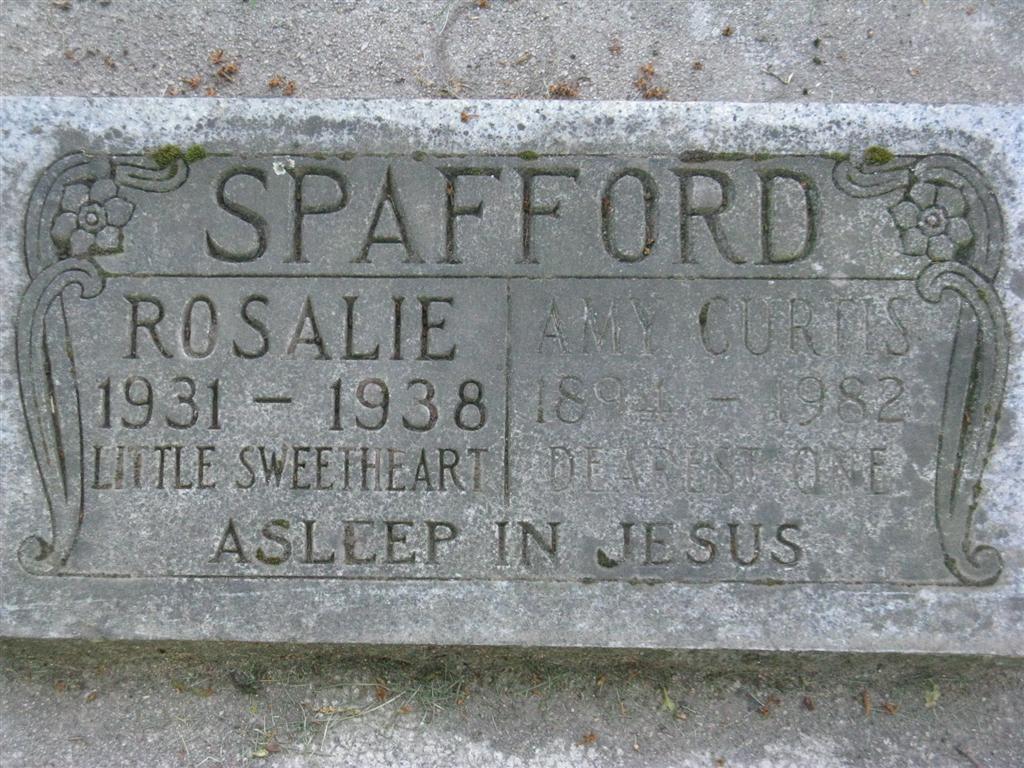 SPAFFORD
ROSALIE
1931 - 1938
LITTLE SWEETHEART
AMY CURTIS
1894 - 1982
DEAREST ONE
ASLEEP IN JESUS